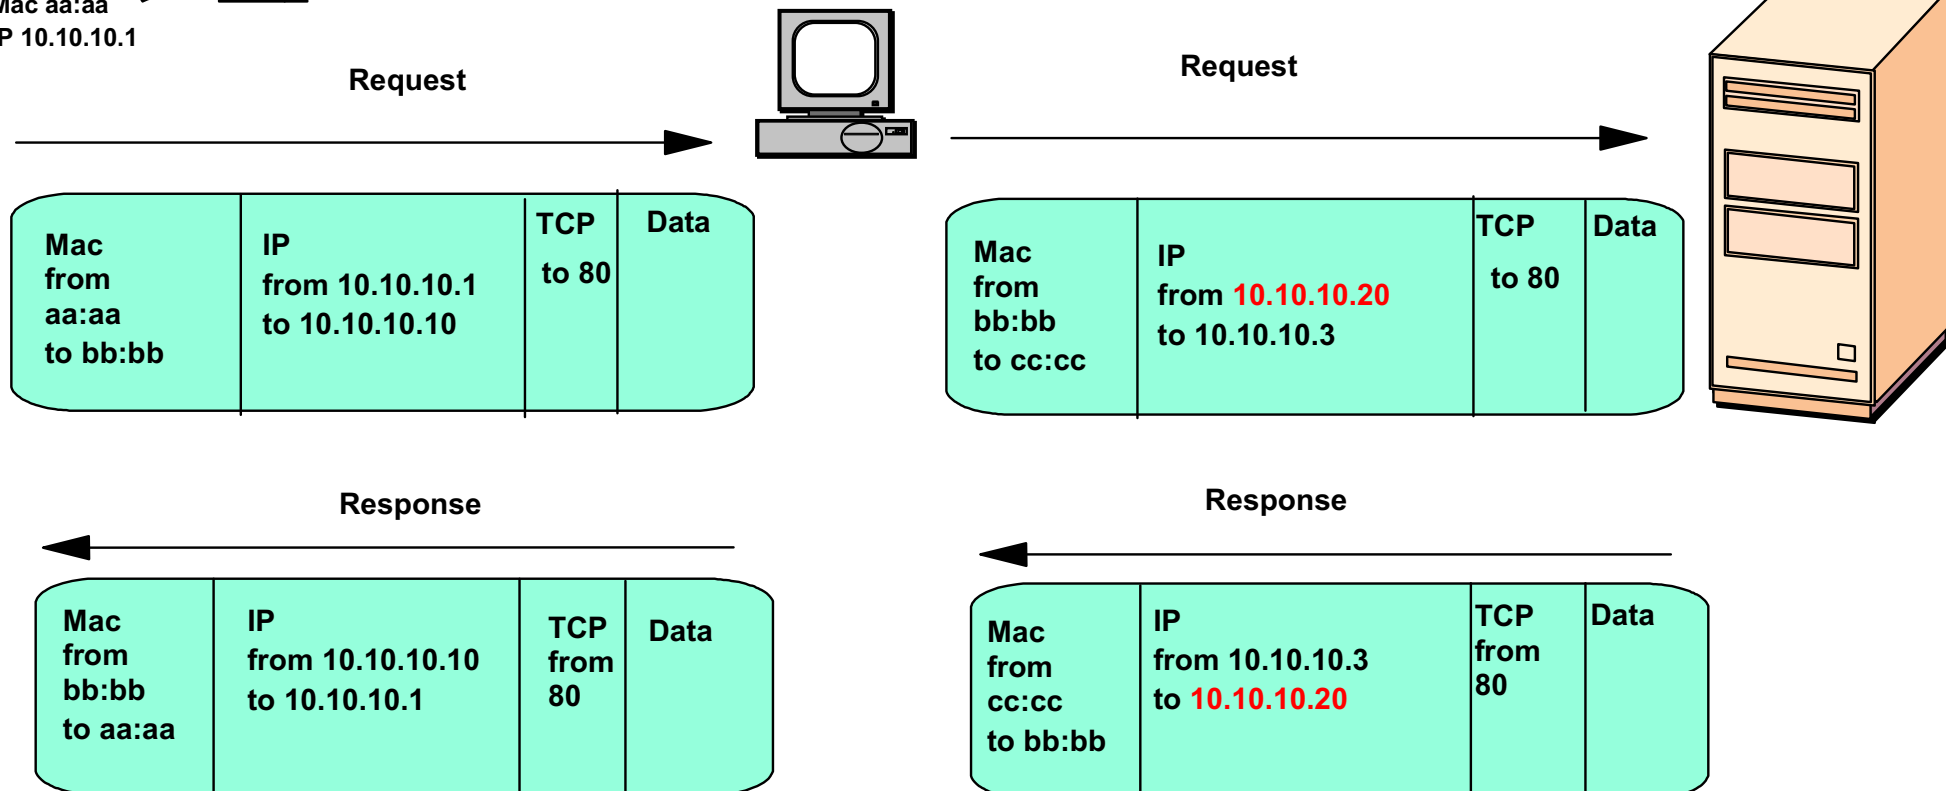 Mac aa:aa
IP 10.10.10.1
Request
Request
Mac
from
aa:aa
to bb:bb
IP
from 10.10.10.1
to 10.10.10.10
TCP
to 80
Data
Mac
from
bb:bb
to cc:cc
IP
from 10.10.10.20
to 10.10.10.3
TCP
to 80
Data
Response
Response
Mac
from
bb:bb
to aa:aa
IP
from 10.10.10.10
to 10.10.10.1
TCP
from
80
Data
Mac
from
cc:cc
to bb:bb
IP
from 10.10.10.3
to 10.10.10.20
TCP
from
80
Data